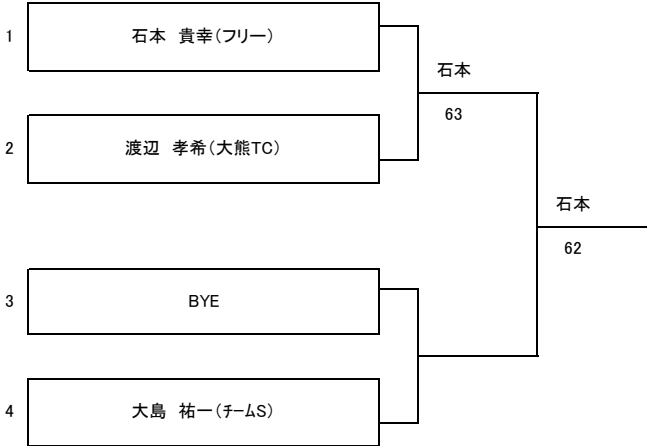 1 石本　貴幸（フリー）
石本
63
2 渡辺　孝希（大熊TC）
石本
62
3 BYE
4 大島　祐一（ﾁｰﾑS）